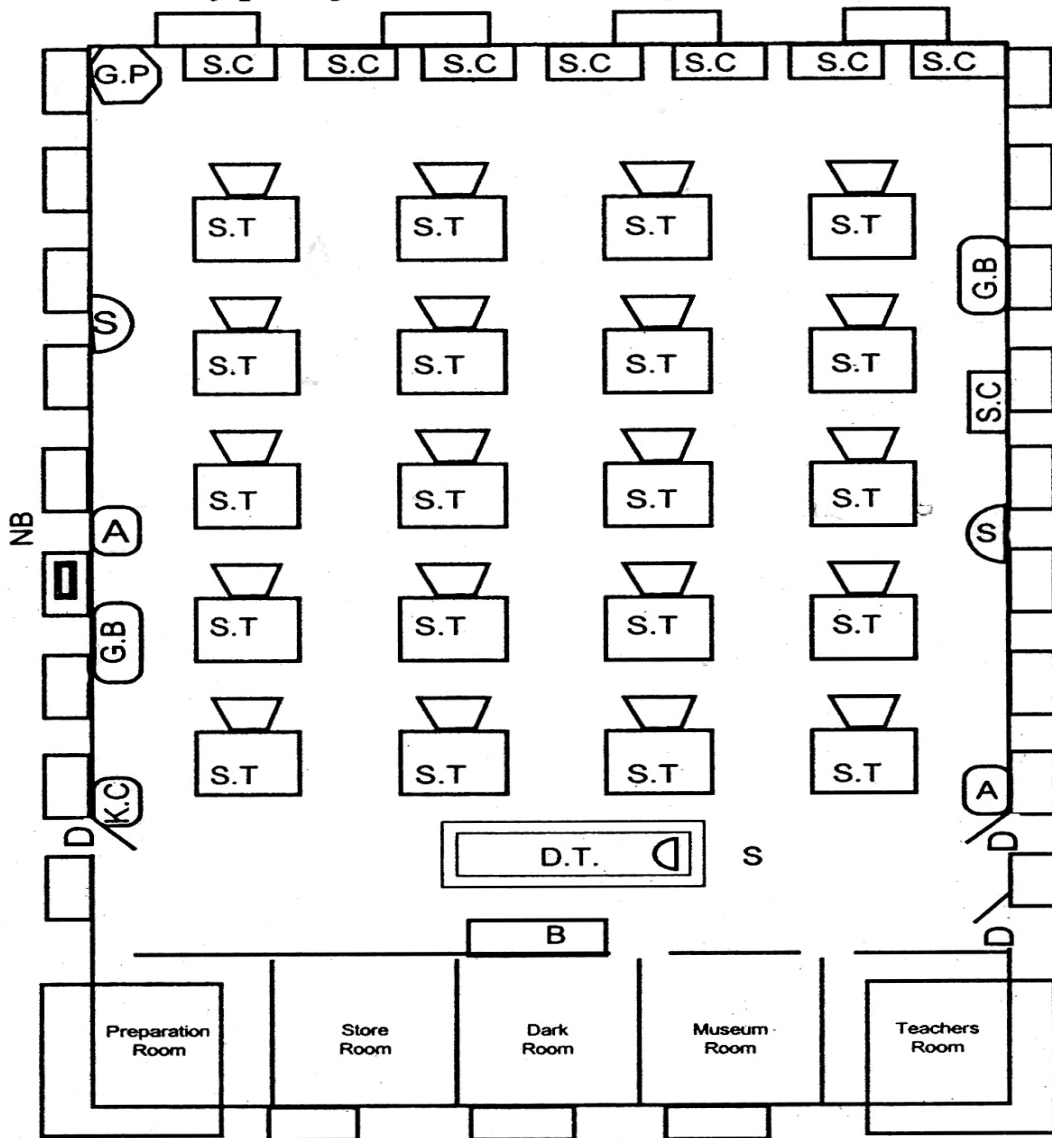 G.P S.C S.C S.C S.C S.C S.C S.C
S.T S.T S.T S.T
G.B
S
S.T S.T S.T S.T
S.C
S.T S.T S.T S.T
NB
A
S
S.T S.T S.T S.T
G.B
S.T S.T S.T S.T
K.C
A
D
D
D.T.
S
B
D
Preparation
Room
Store
Room
Dark
Room
Museum
Room
Teachers
Room